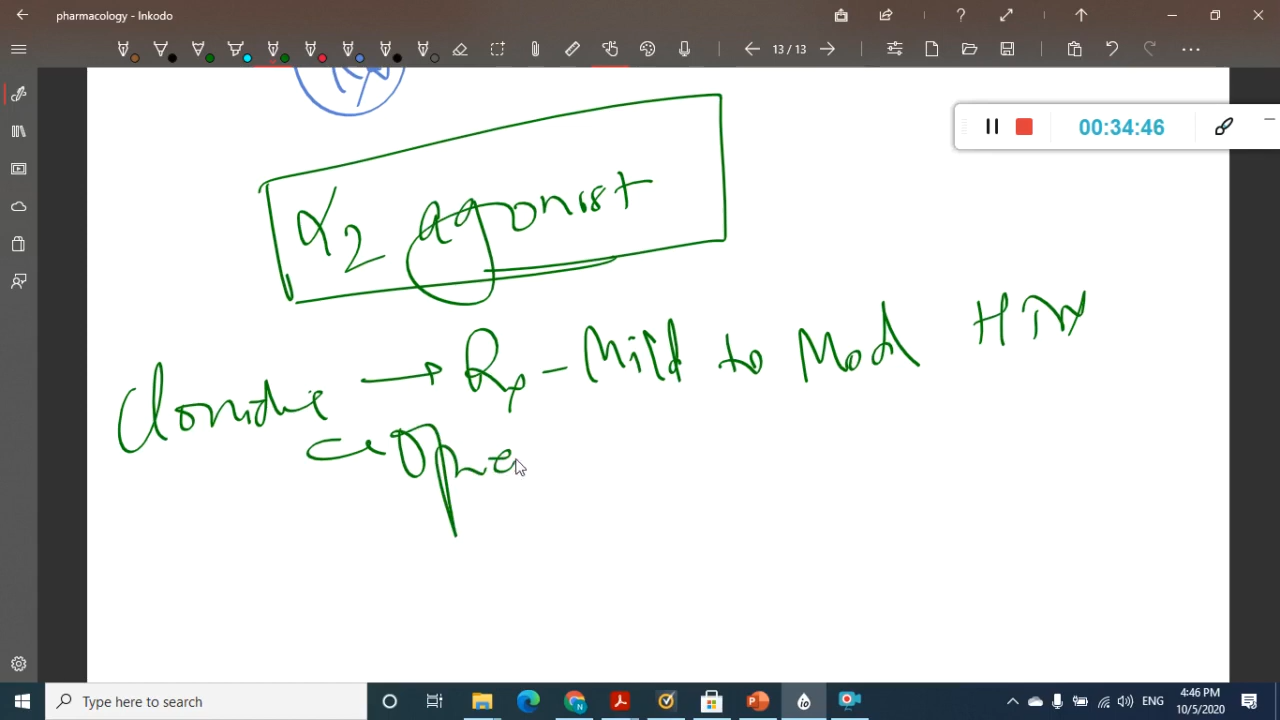 pharmacology - Inkodo
13 / 13
00:34:46
α2 agonist
Clonidine → Rx - Mild to Mod HTN
Type here to search
ENG
4:46 PM
10/5/2020